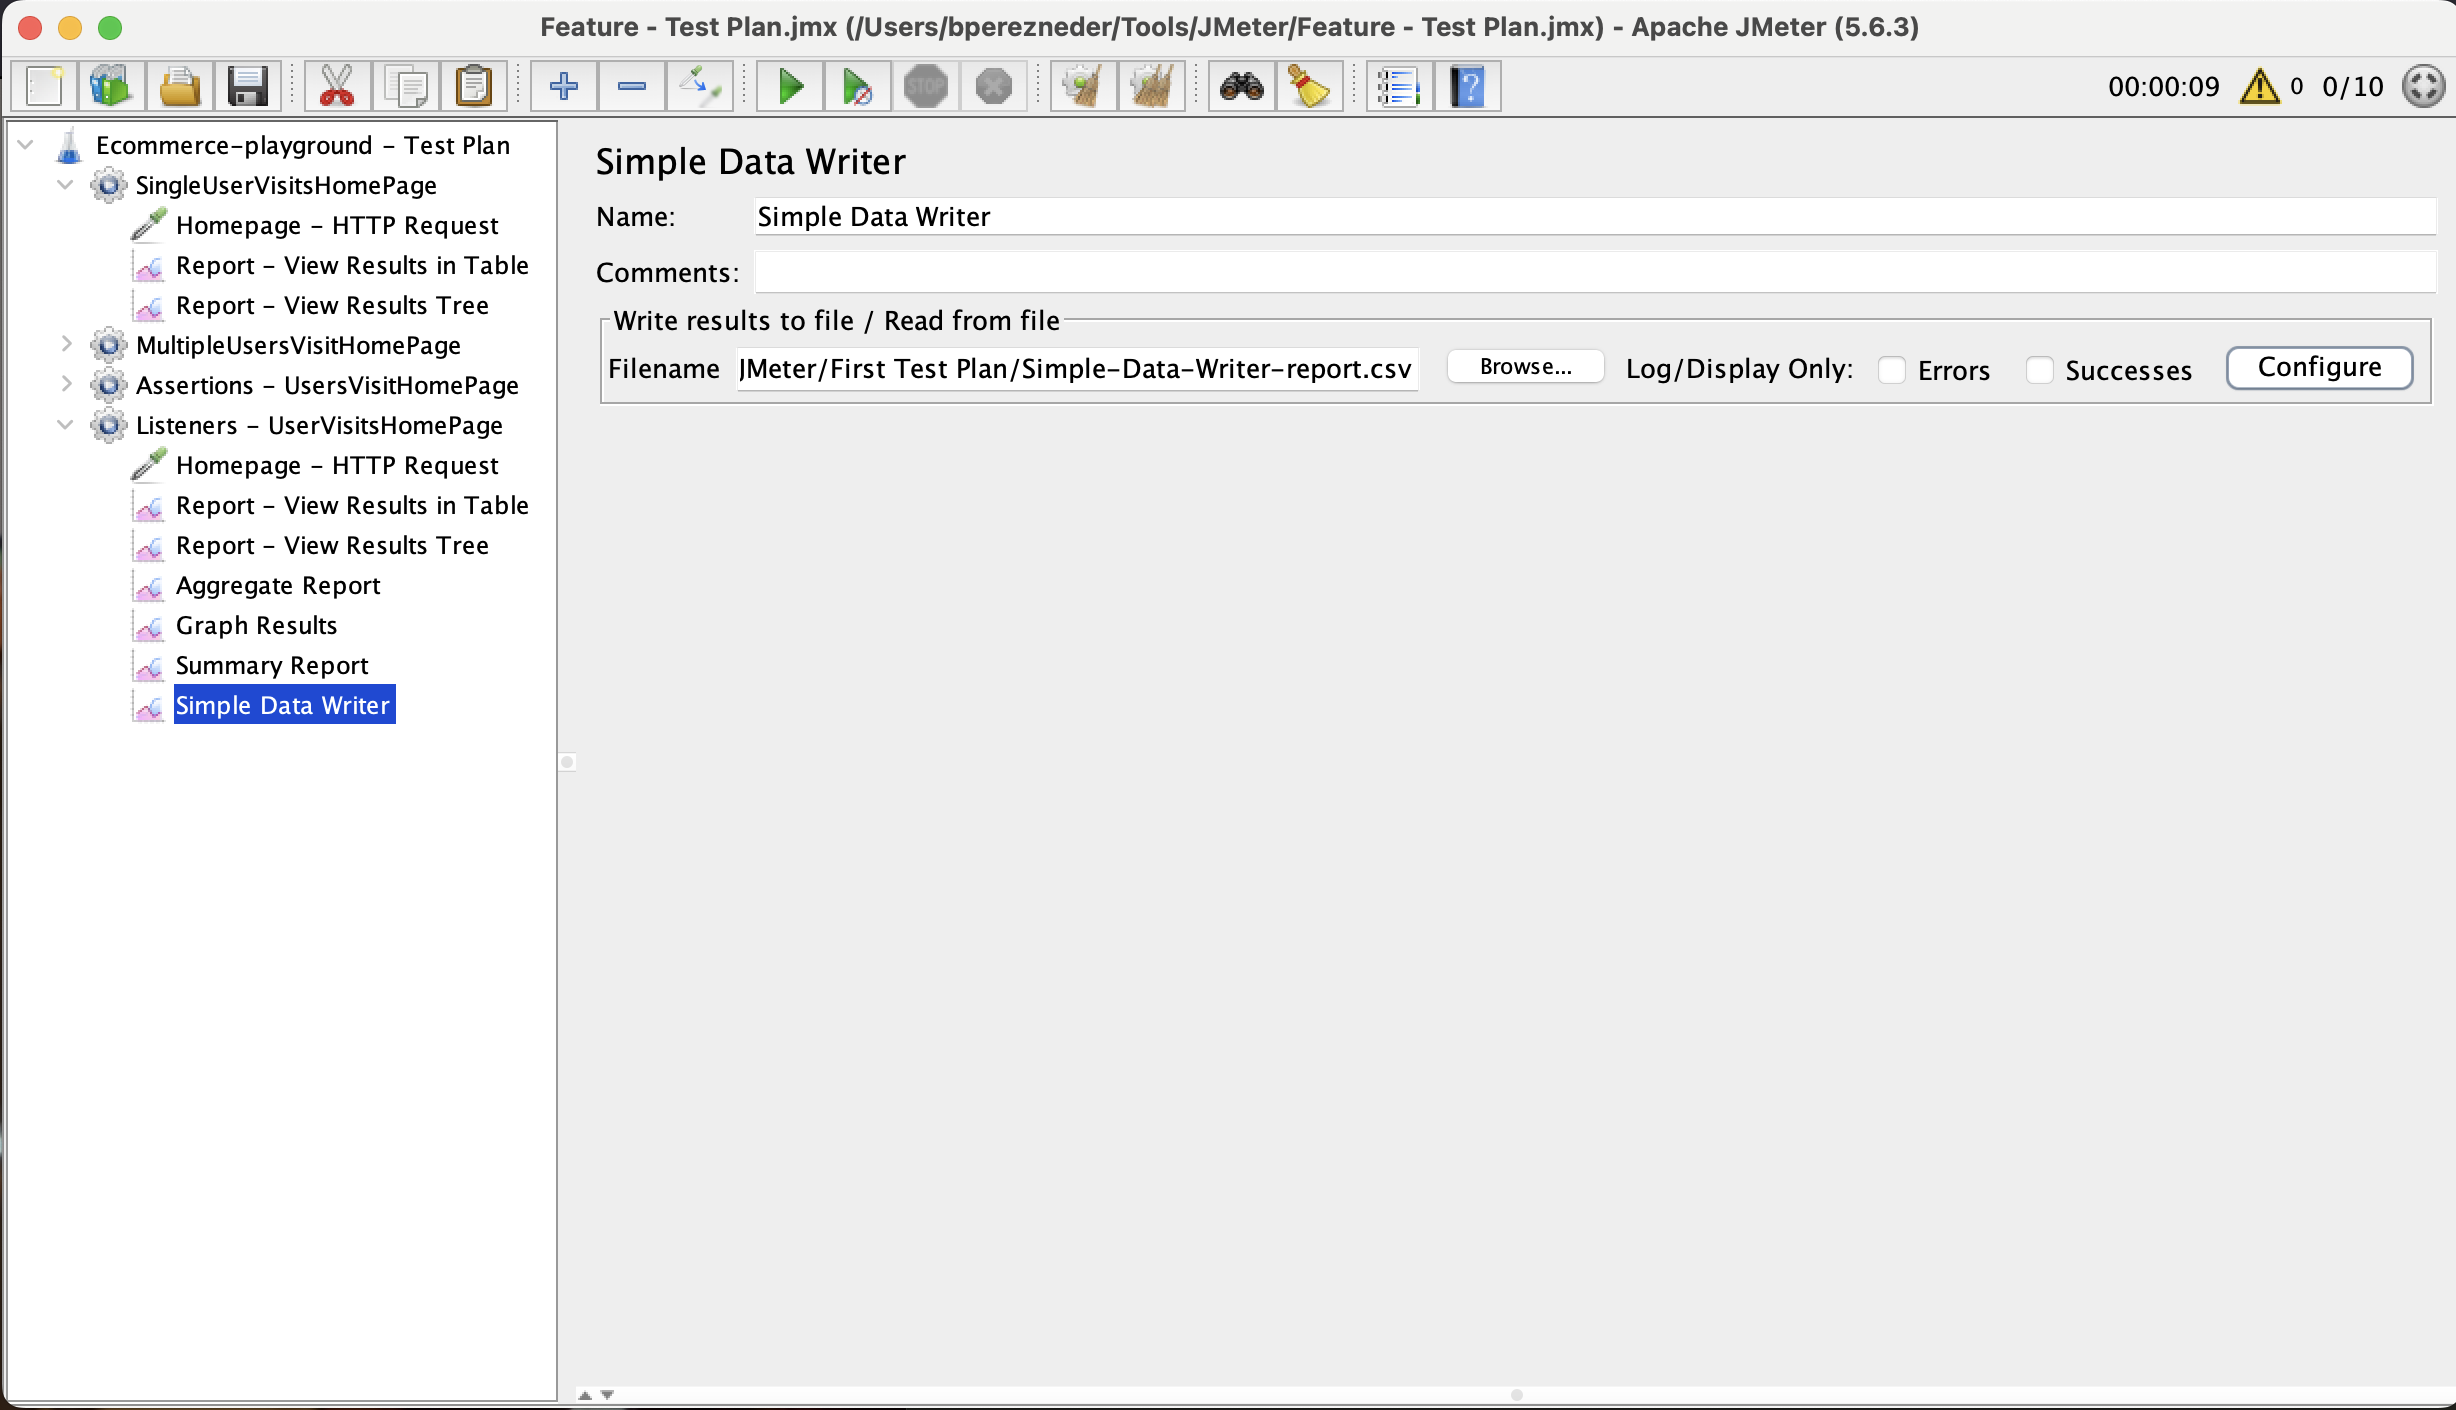 Feature - Test Plan.jmx (/Users/bperezneder/Tools/JMeter/Feature - Test Plan.jmx) - Apache JMeter (5.6.3)
STOP
?
00:00:09 0 0/10
Ecommerce-playground - Test Plan
SingleUserVisitsHomePage
Homepage - HTTP Request
Report - View Results in Table
Report - View Results Tree
MultipleUsersVisitHomePage
Assertions - UsersVisitHomePage
Listeners - UserVisitsHomePage
Homepage - HTTP Request
Report - View Results in Table
Report - View Results Tree
Aggregate Report
Graph Results
Summary Report
Simple Data Writer
Simple Data Writer
Name: Simple Data Writer
Comments:
Write results to file / Read from file
Filename JMeter/First Test Plan/Simple-Data-Writer-report.csv Browse... Log/Display Only: Errors Successes Configure